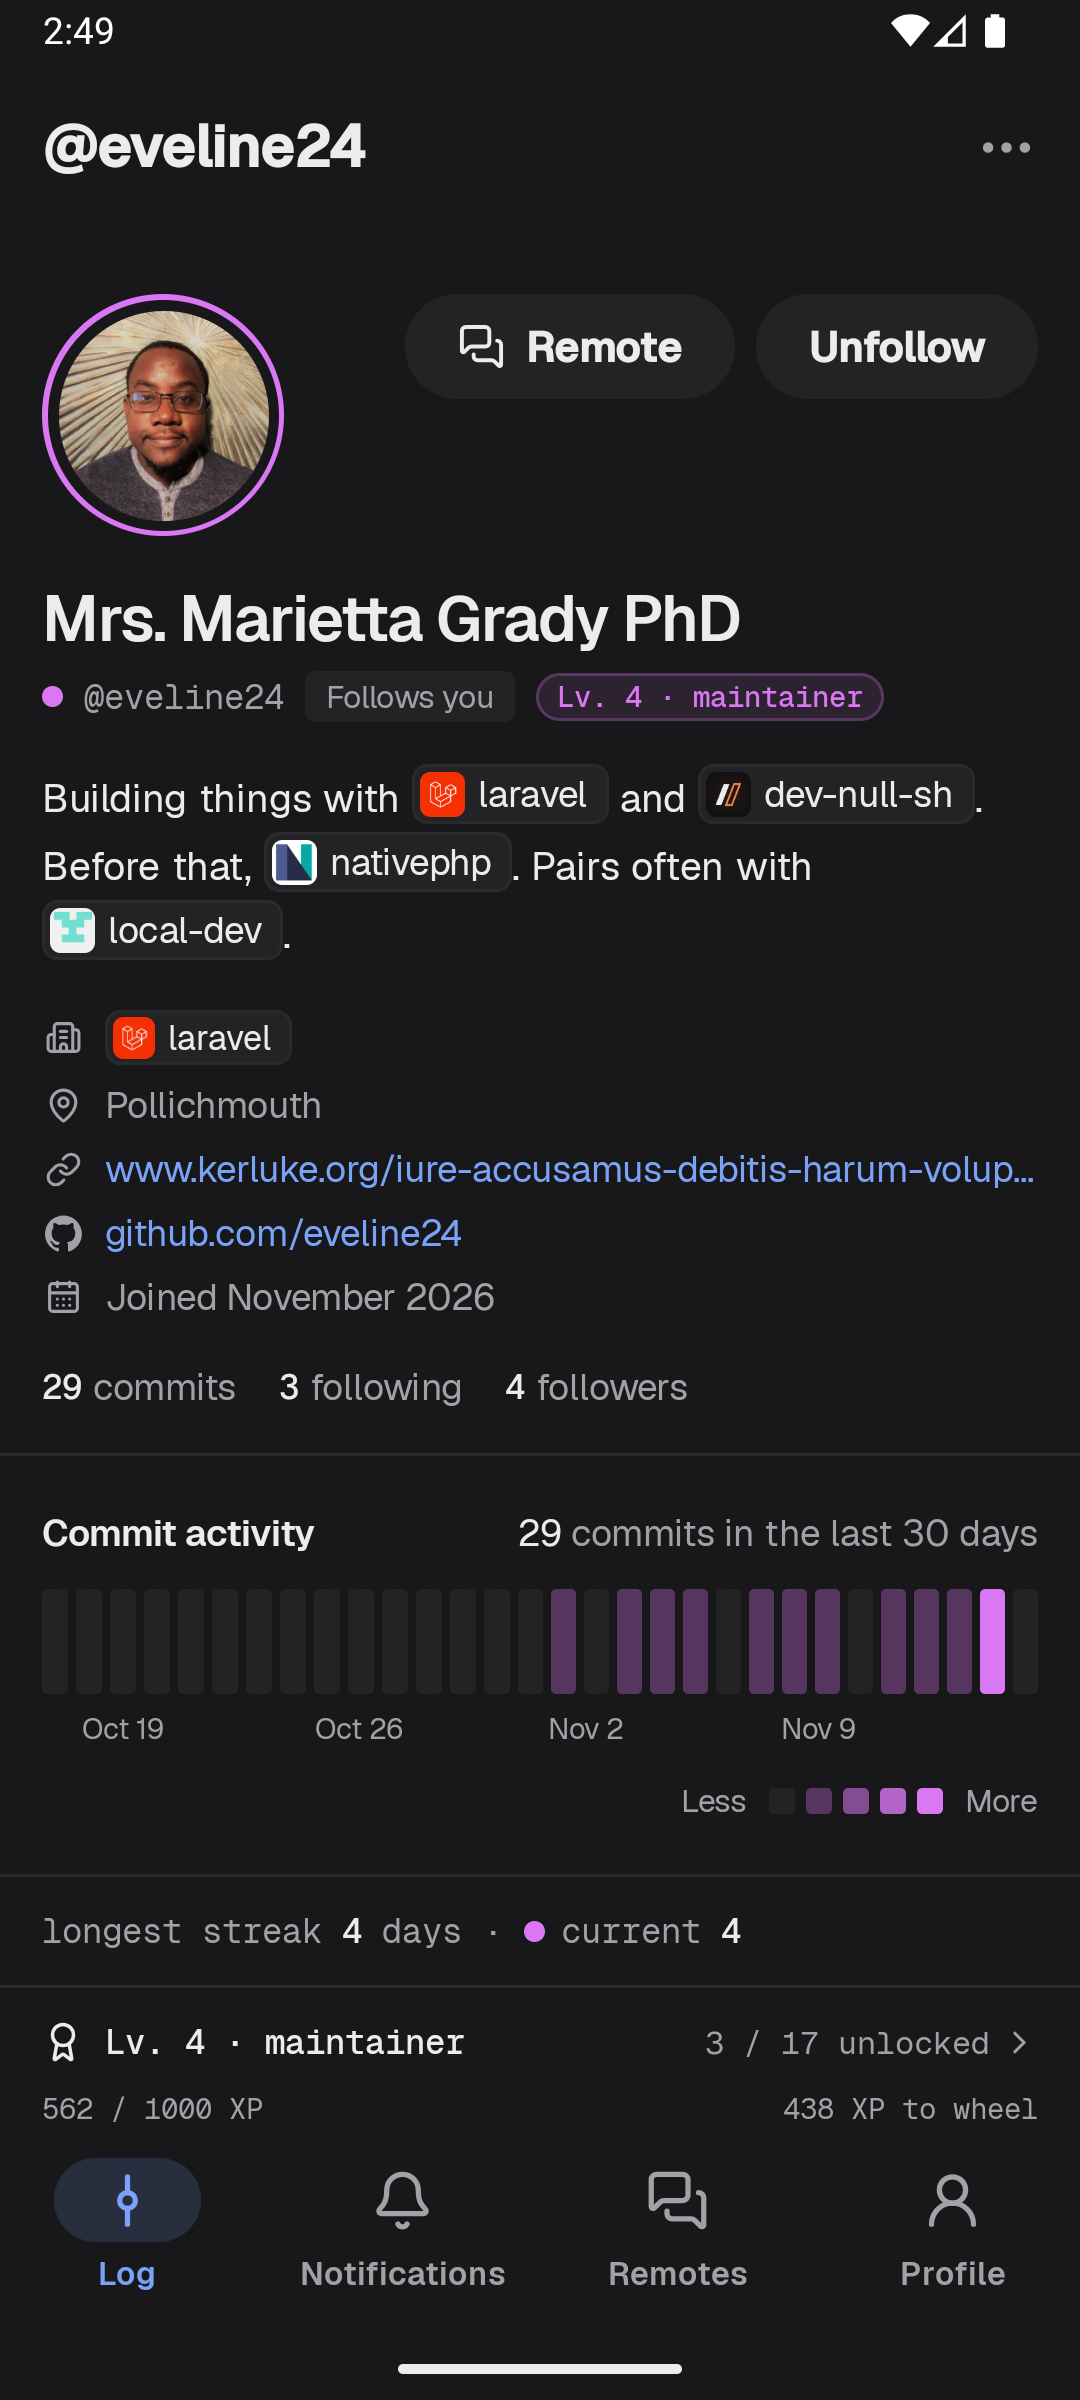 2:49
@eveline24
Remote
Unfollow
Mrs. Marietta Grady PhD
@eveline24 Follows you Lv. 4 · maintainer
Building things with laravel and dev-null-sh.
Before that, nativephp. Pairs often with
local-dev.
laravel
Pollichmouth
www.kerluke.org/iure-accusamus-debitis-harum-volup...
github.com/eveline24
Joined November 2026
29 commits 3 following 4 followers
Commit activity 29 commits in the last 30 days
Oct 19 Oct 26 Nov 2 Nov 9
Less More
longest streak 4 days · current 4
Lv. 4 · maintainer 3 / 17 unlocked
562 / 1000 XP 438 XP to wheel
Log Notifications Remotes Profile